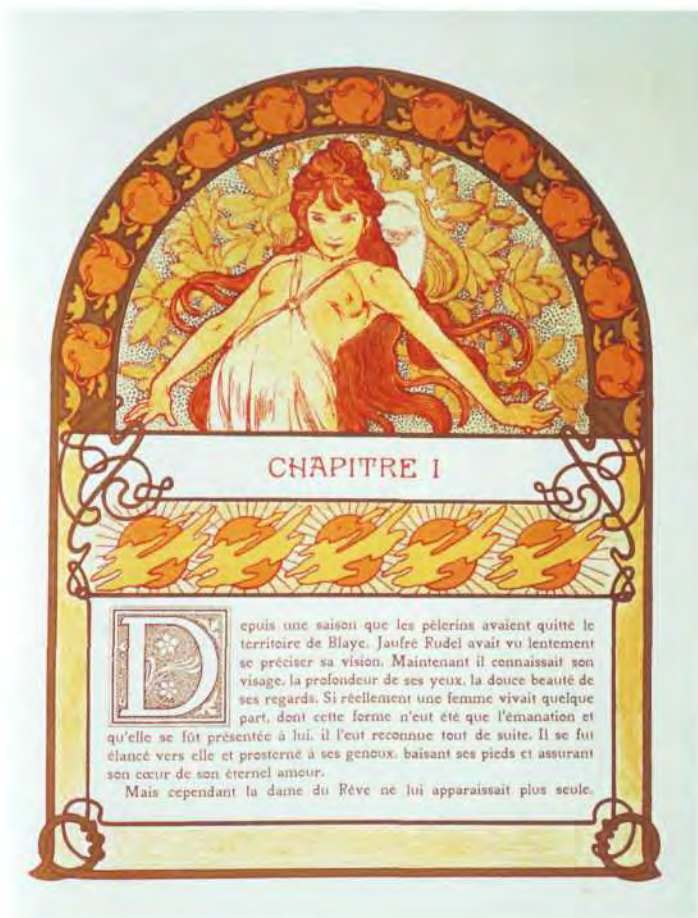 CHAPITRE I
Depuis une saison que les pèlerins avaient quitté le
territoire de Blaye, Jaufré Rudel avait vu lentement
se préciser sa vision. Maintenant il connaissait son
visage, la profondeur de ses yeux, la douce beauté de
ses regards. Si réellement une femme vivait quelque
part, dont cette forme n'eut été que l'émanation et
qu'elle se fût présentée à lui, il l'eut reconnue tout de suite. Il se fut
élancé vers elle et prosterné à ses genoux, baisant ses pieds et assurant
son cœur de son éternel amour.
Mais cependant la dame du Rêve ne lui apparaissait plus seule.